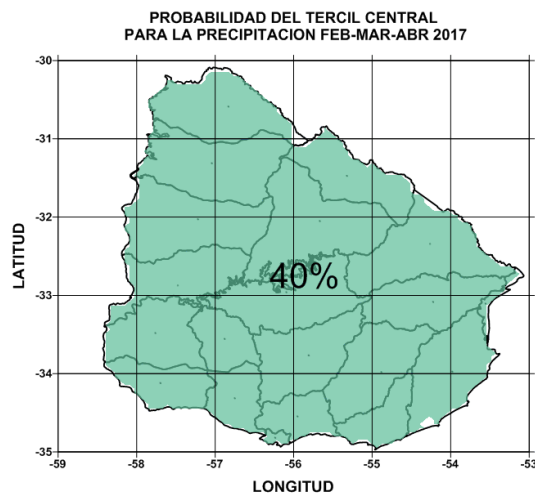 PROBABILIDAD DEL TERCIL CENTRAL
PARA LA PRECIPITACION FEB-MAR-ABR 2017
-30
-31
-32
-33
-34
-35
LATITUD
40%
-59 -58 -57 -56 -55 -54 -53
LONGITUD